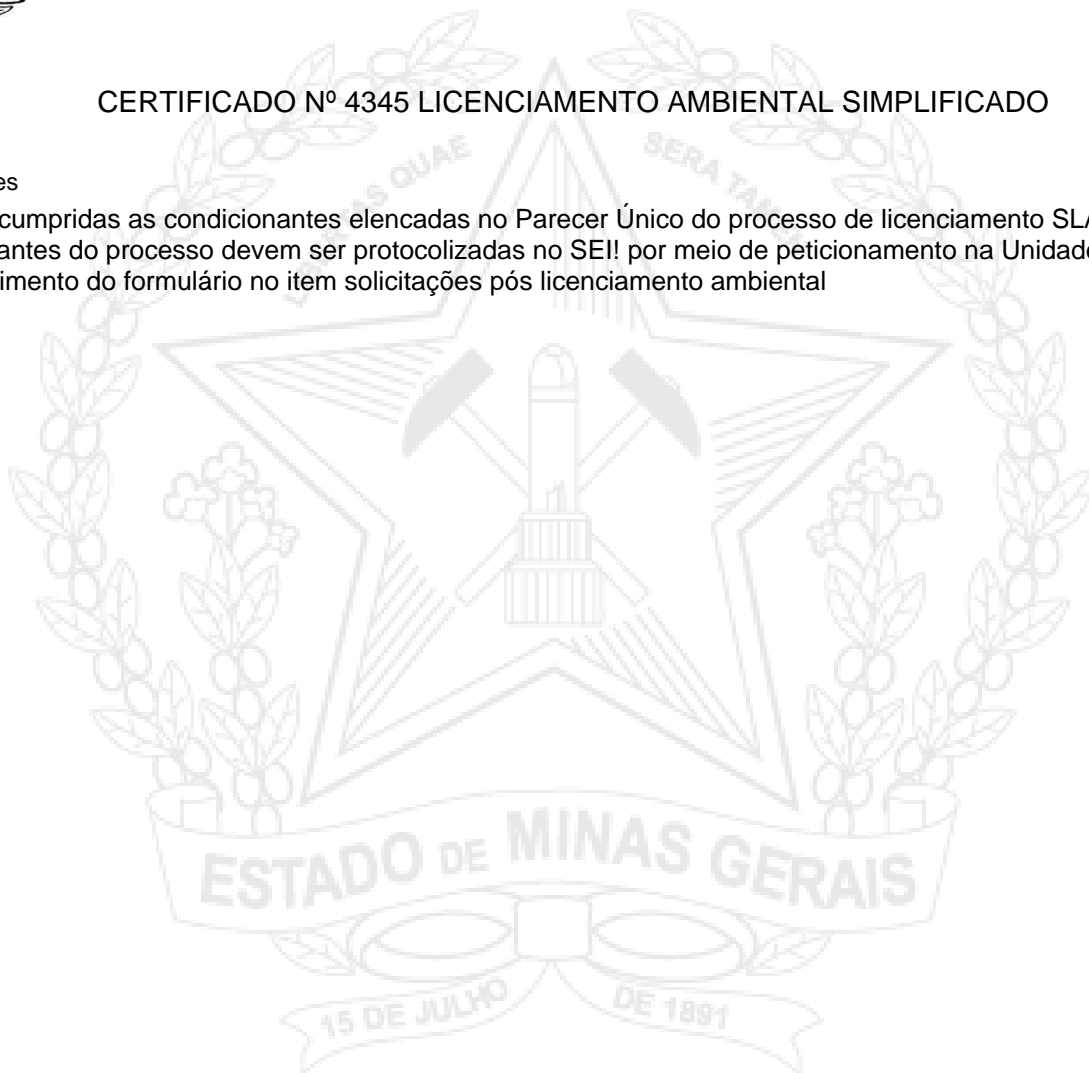 CERTIFICADO Nº 4345 LICENCIAMENTO AMBIENTAL SIMPLIFICADO
es
cumpridas as condicionantes elencadas no Parecer Único do processo de licenciamento SLA
antes do processo devem ser protocolizadas no SEI! por meio de peticionamento na Unidade
imento do formulário no item solicitações pós licenciamento ambiental
QUAE SERA TAMEN
ESTADO DE MINAS GERAIS
15 DE JULHO DE 1891